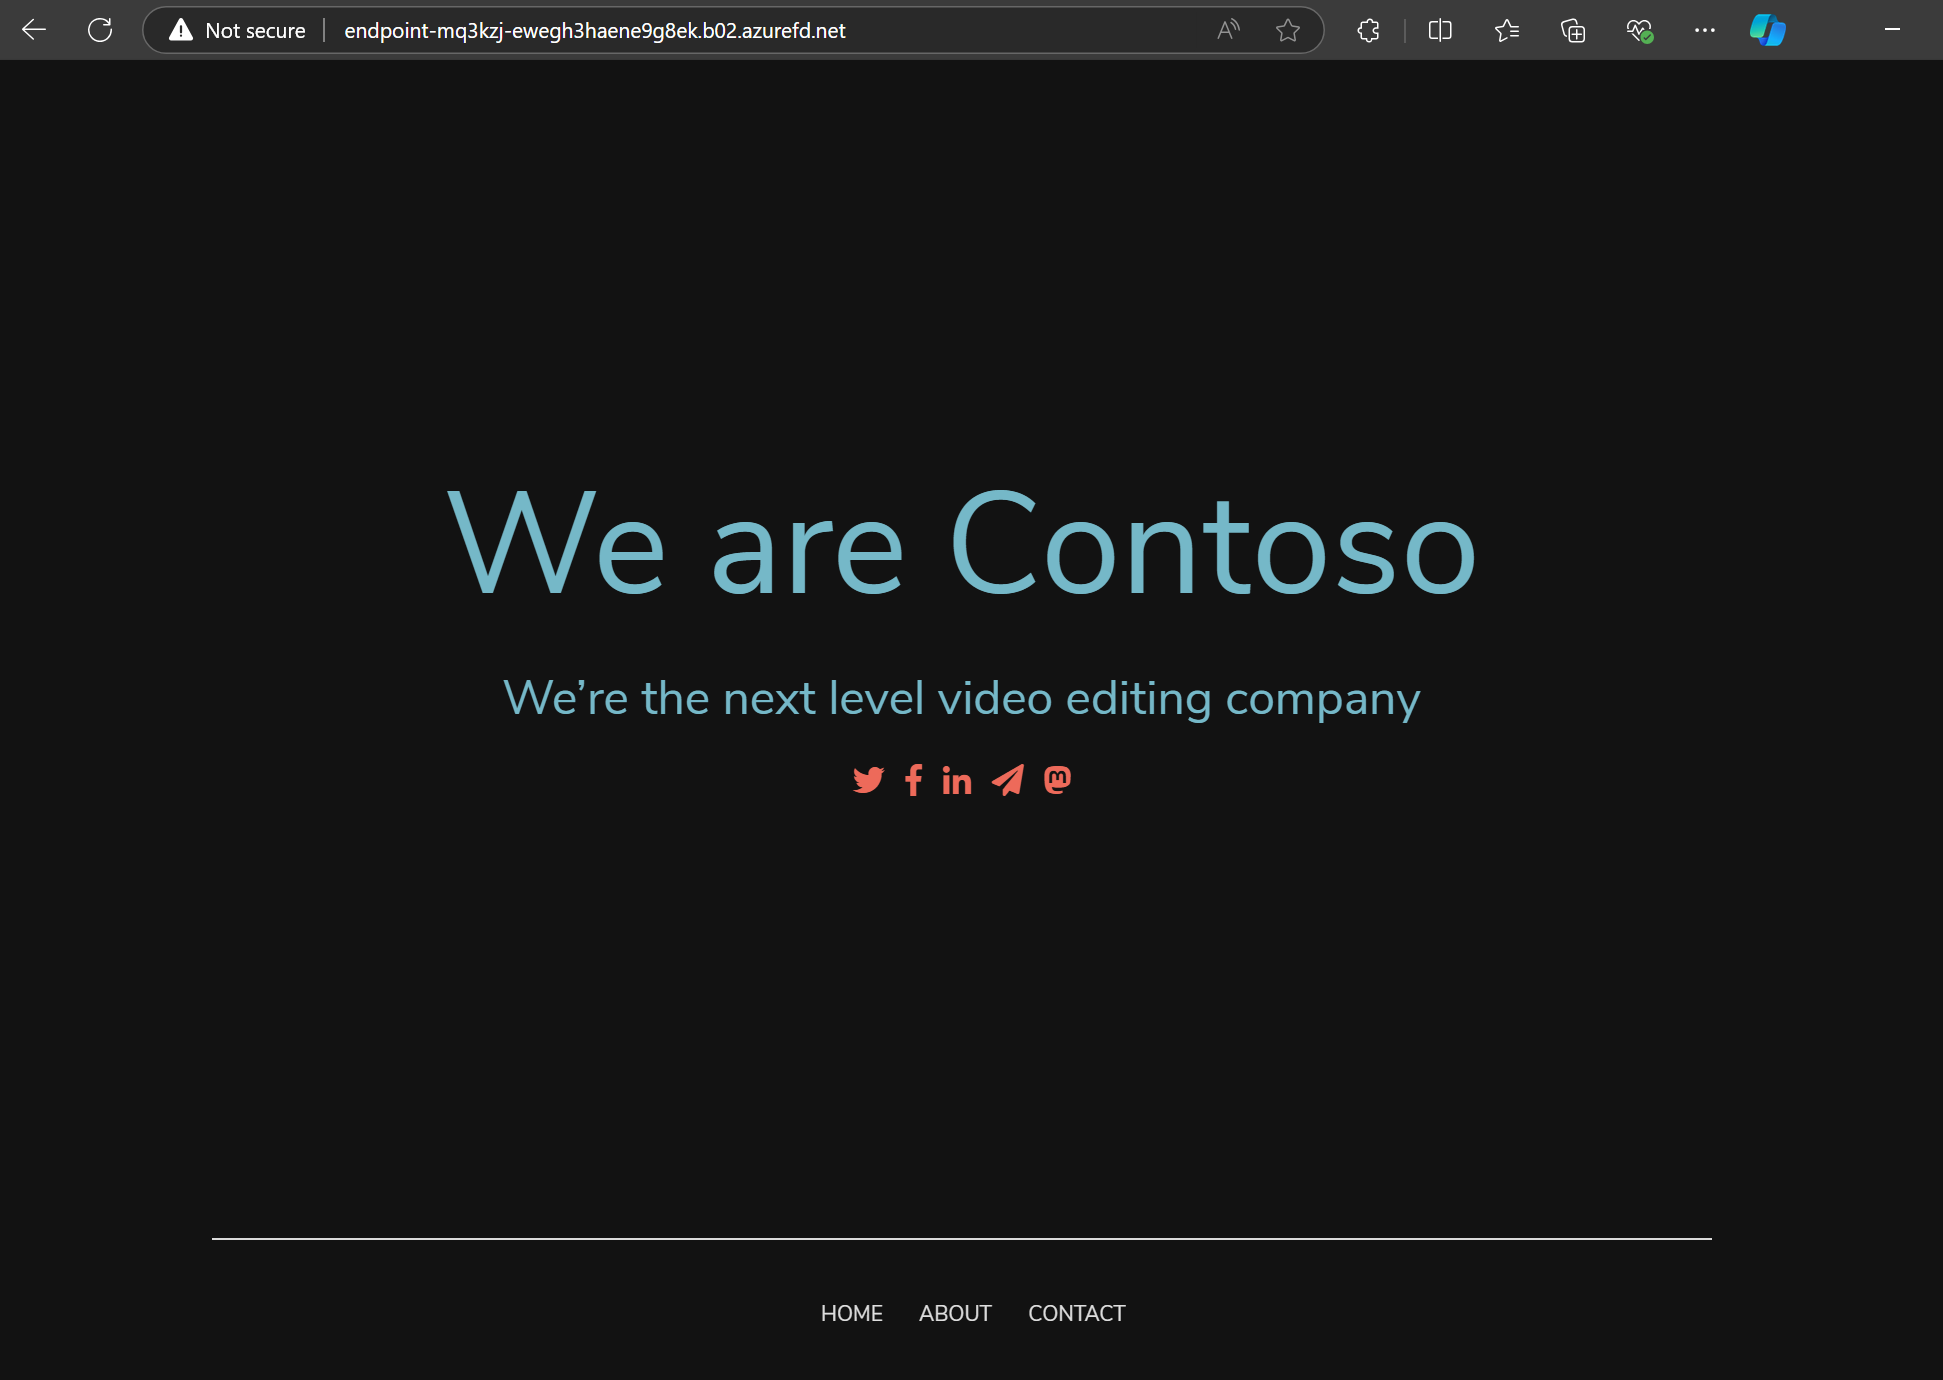 Not secure endpoint-mq3kzj-ewegh3haene9g8ek.b02.azurefd.net
We are Contoso
We’re the next level video editing company
HOME ABOUT CONTACT